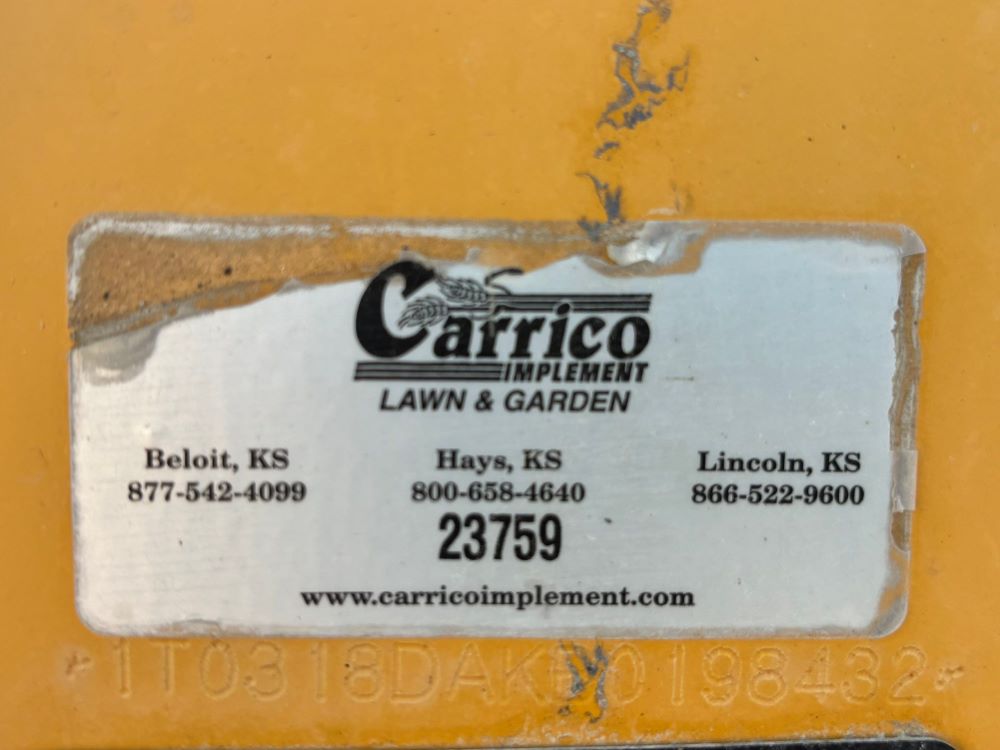 Carrico
IMPLEMENT
LAWN & GARDEN
Beloit, KS
877-542-4099
Hays, KS
800-658-4640
Lincoln, KS
866-522-9600
23759
www.carricoimplement.com